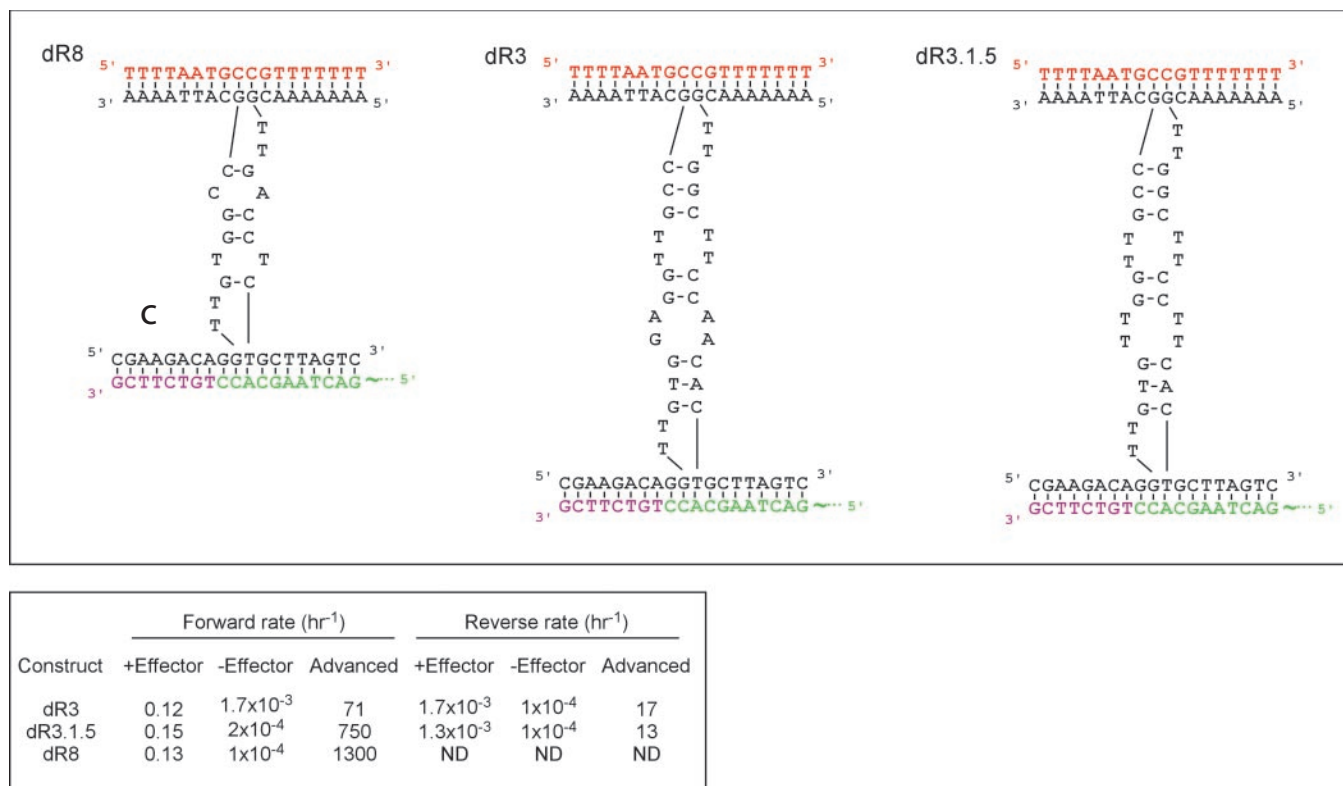 dR8
5' TTTTAATGCCGTTTTTTT 3'
3' AAAATTACGGCAAAAAAA 5'
T
T
C-G
C A
G-C
G-C
T T
G-C
T
T
C
5' CGAAGACAGGTGCTTAGTC 3'
3' GCTTCTGTCCACGAATCAG~··· 5'
dR3
5' TTTTAATGCCGTTTTTTT 3'
3' AAAATTACGGCAAAAAAA 5'
T
T
C-G
C-G
G-C
T T
T T
G-C
G-C
A A
G A
G-C
T-A
G-C
T
T
5' CGAAGACAGGTGCTTAGTC 3'
3' GCTTCTGTCCACGAATCAG~··· 5'
dR3.1.5
5' TTTTAATGCCGTTTTTTT 3'
3' AAAATTACGGCAAAAAAA 5'
T
T
C-G
C-G
G-C
T T
T T
G-C
G-C
T T
T T
G-C
T-A
G-C
T
T
5' CGAAGACAGGTGCTTAGTC 3'
3' GCTTCTGTCCACGAATCAG~··· 5'
Forward rate (hr-1) Reverse rate (hr-1)
Construct +Effector -Effector Advanced +Effector -Effector Advanced
dR3 0.12 1.7x10-3 71 1.7x10-3 1x10-4 17
dR3.1.5 0.15 2x10-4 750 1.3x10-3 1x10-4 13
dR8 0.13 1x10-4 1300 ND ND ND